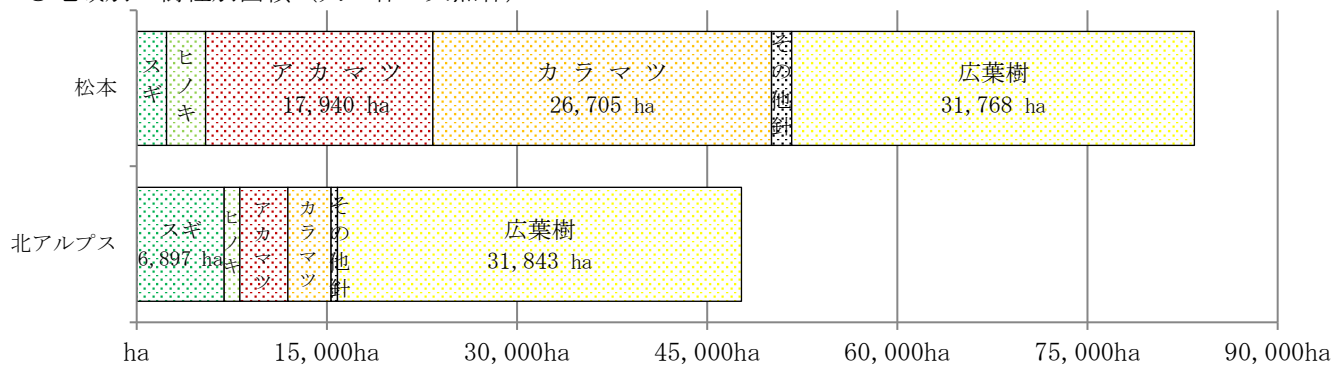 松本
スギ
ヒノキ
アカマツ
17,940 ha
カラマツ
26,705 ha
その他針
広葉樹
31,768 ha
北アルプス
スギ
6,897 ha
ヒノキ
アカマツ
カラマツ
その他針
広葉樹
31,843 ha
ha 15,000ha 30,000ha 45,000ha 60,000ha 75,000ha 90,000ha